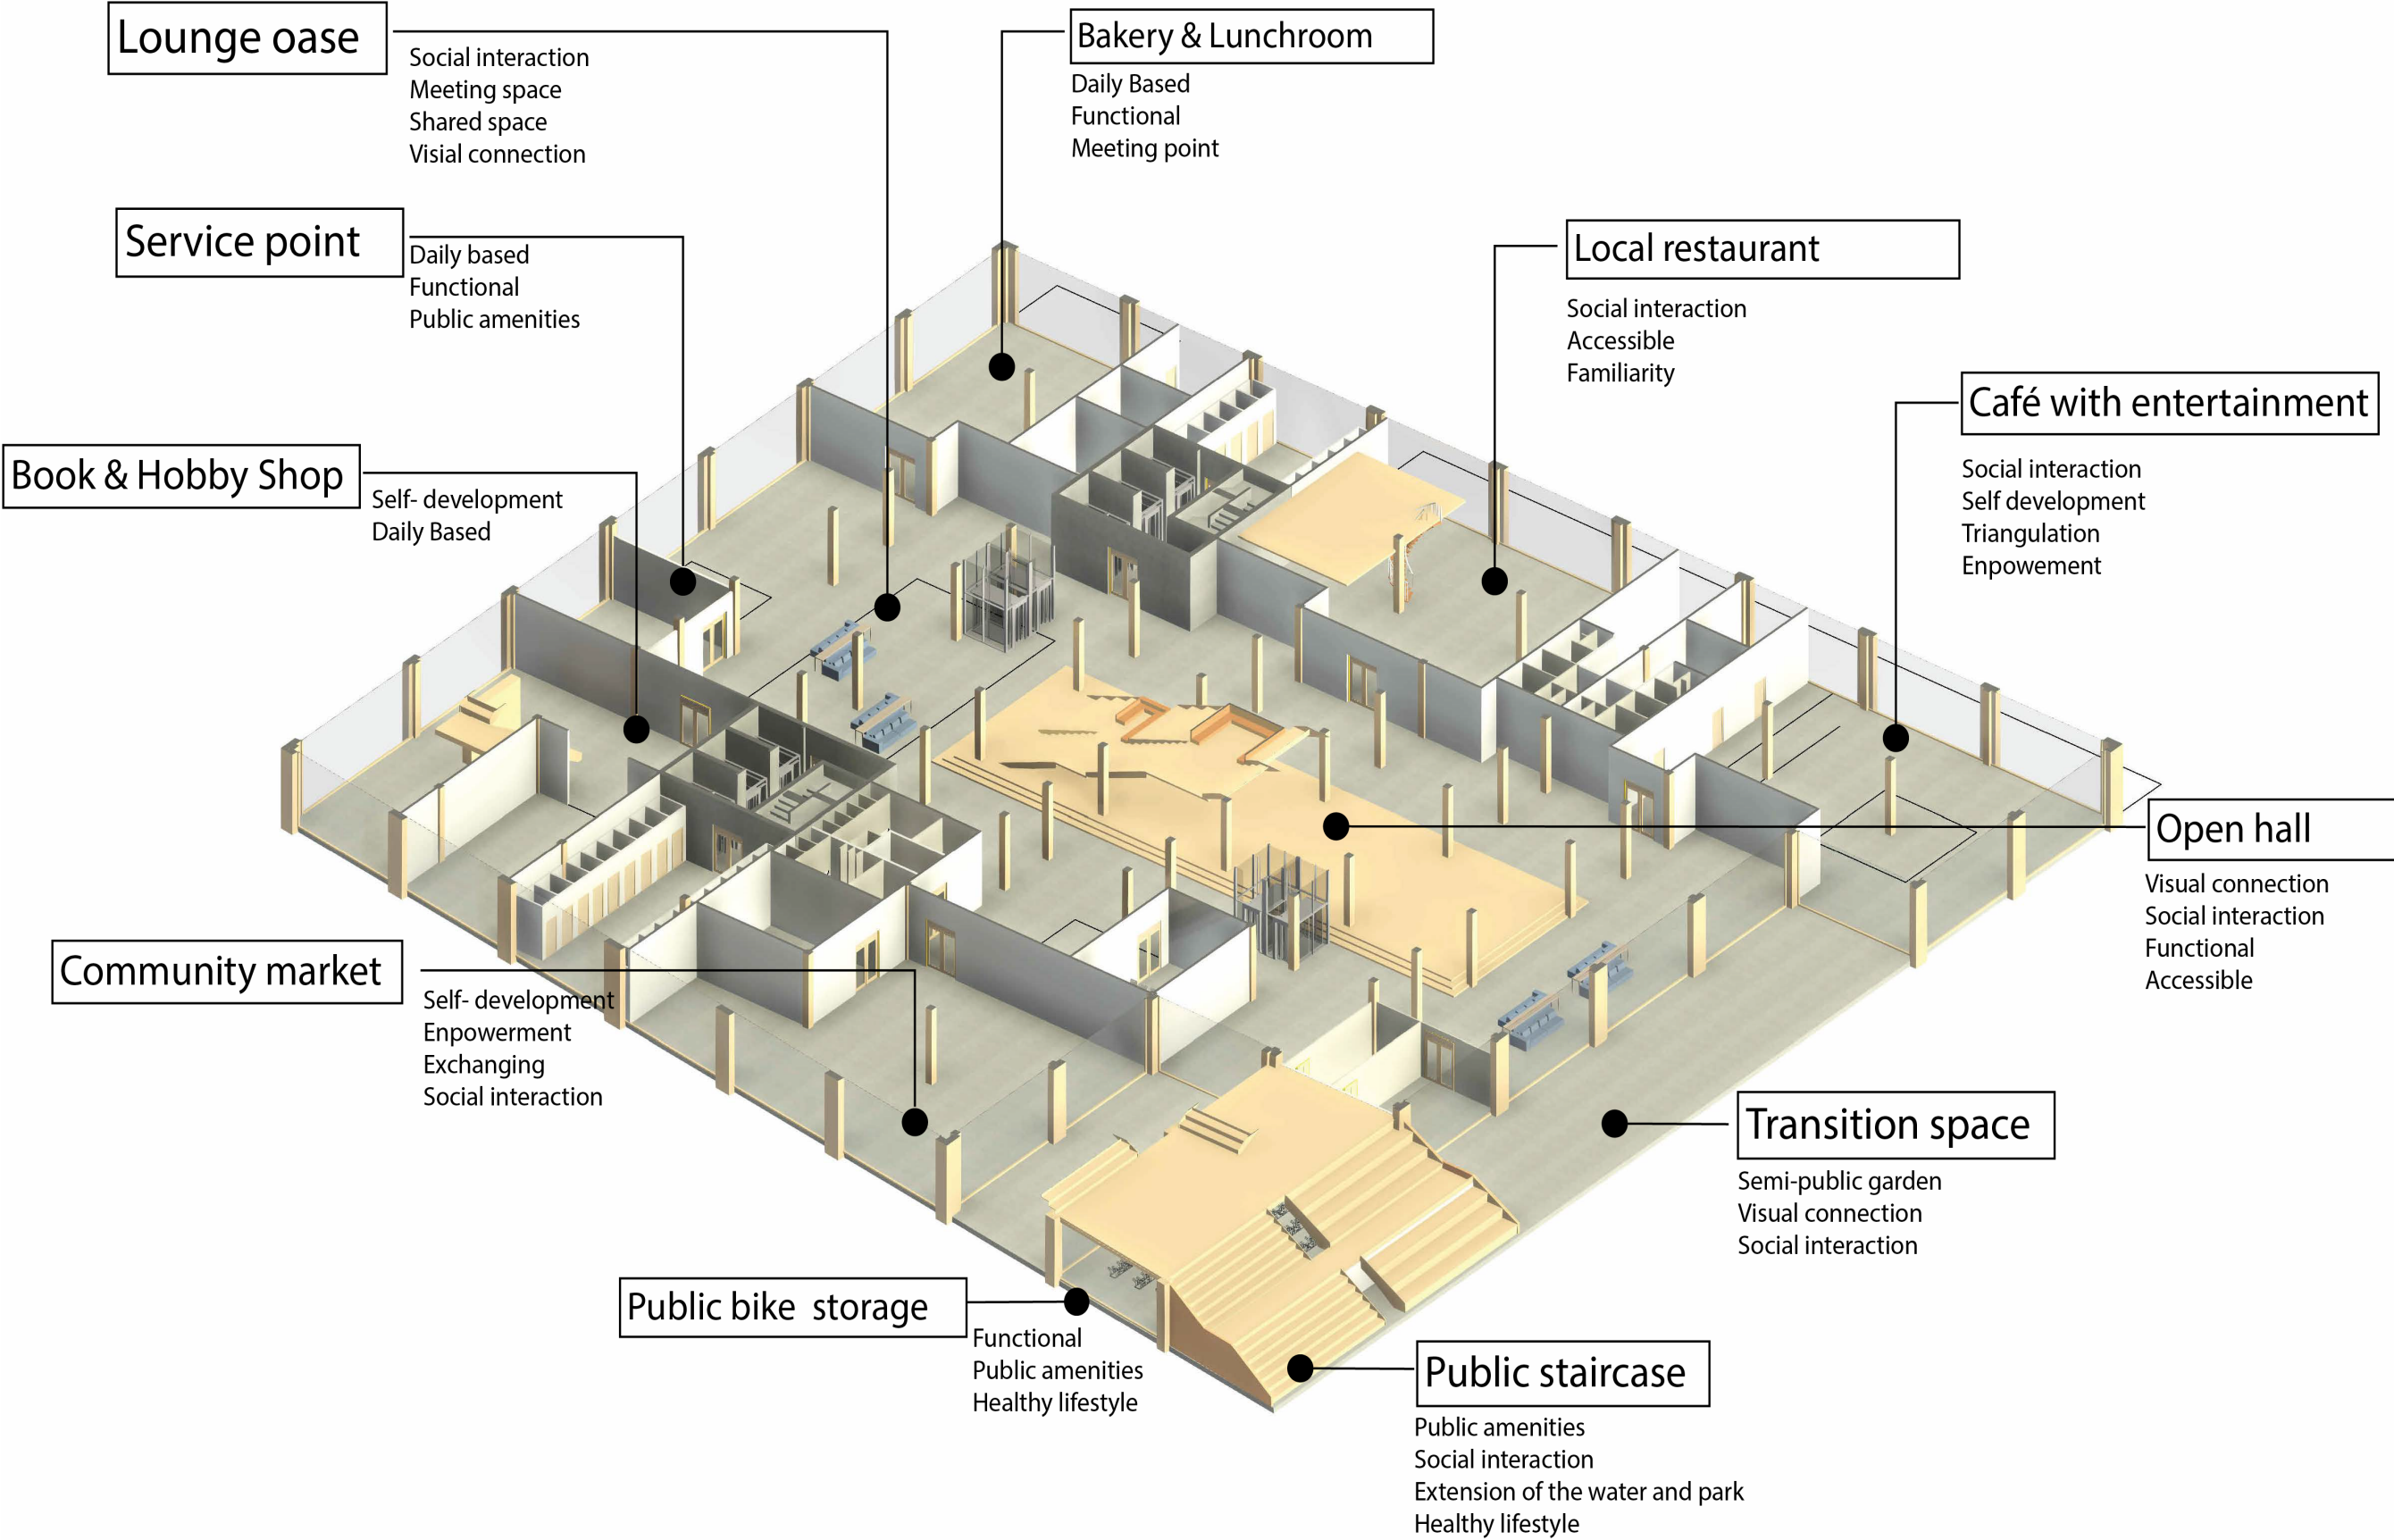 Lounge oase
Social interaction
Meeting space
Shared space
Visial connection
Bakery & Lunchroom
Daily Based
Functional
Meeting point
Service point
Daily based
Functional
Public amenities
Local restaurant
Social interaction
Accessible
Familiarity
Café with entertainment
Social interaction
Self development
Triangulation
Enpowement
Book & Hobby Shop
Self- development
Daily Based
Open hall
Visual connection
Social interaction
Functional
Accessible
Community market
Self- development
Enpowerment
Exchanging
Social interaction
Transition space
Semi-public garden
Visual connection
Social interaction
Public bike  storage
Functional
Public amenities
Healthy lifestyle
Public staircase
Public amenities
Social interaction
Extension of the water and park
Healthy lifestyle